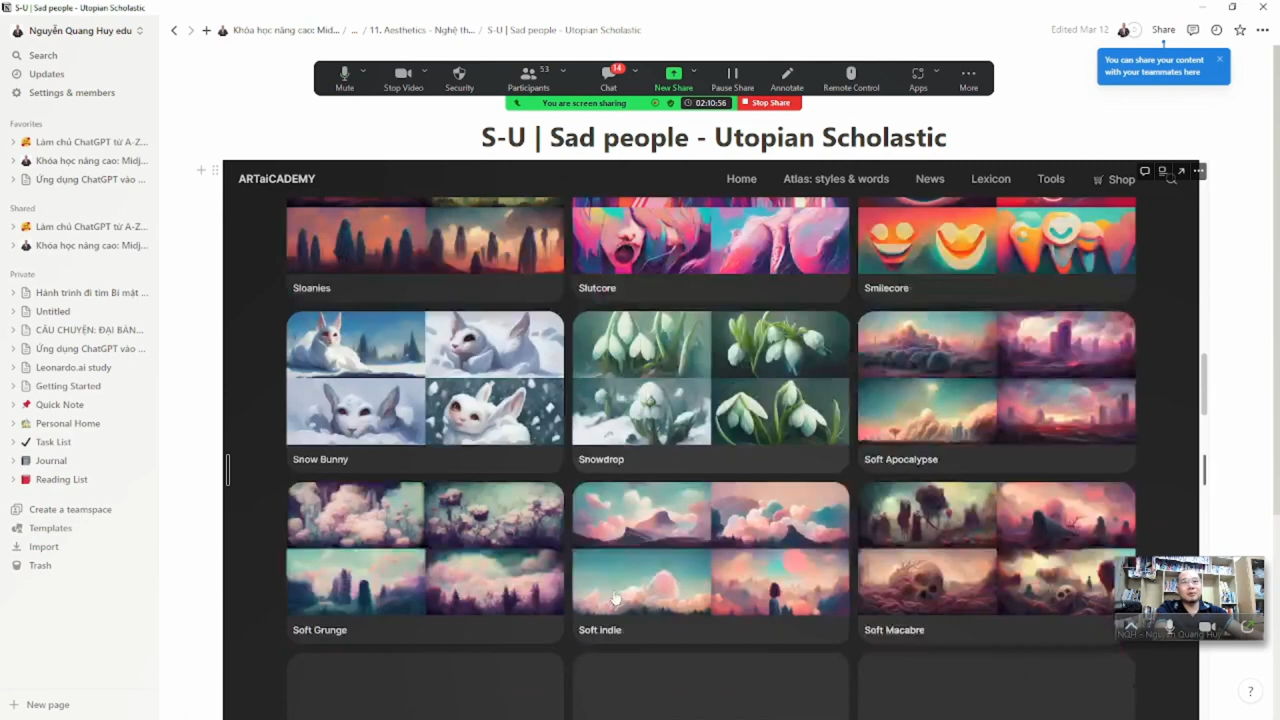 S-U | Sad people - Utopian Scholastic
Nguyễn Quang Huy edu
Search
Updates
Settings & members
Favorites
Làm chủ ChatGPT từ A-Z...
Khóa học nâng cao: Midj...
Ứng dụng ChatGPT vào ...
Shared
Làm chủ ChatGPT từ A-Z...
Khóa học nâng cao: Midj...
Private
Hành trình đi tìm Bí mật ...
Untitled
CÂU CHUYỆN: ĐẠI BÀN...
Ứng dụng ChatGPT vào ...
Leonardo.ai study
Getting Started
Quick Note
Personal Home
Task List
Journal
Reading List
Create a teamspace
Templates
Import
Trash
New page
Khóa học nâng cao: Mid... / ... / 11. Aesthetics - Nghệ th... / S-U | Sad people - Utopian Scholastic
Edited Mar 12
Share
You can share your content
with your teammates here
Mute
Stop Video
Security
53
Participants
14
Chat
New Share
Pause Share
Annotate
Remote Control
Apps
More
You are screen sharing
02:10:56
Stop Share
S-U | Sad people - Utopian Scholastic
ARTaiCADEMY
Home
Atlas: styles & words
News
Lexicon
Tools
Shop
Sloanies
Slutcore
Smilecore
Snow Bunny
Snowdrop
Soft Apocalypse
Soft Grunge
Soft Indie
Soft Macabre
NQH - Nguyễn Quang Huy
?